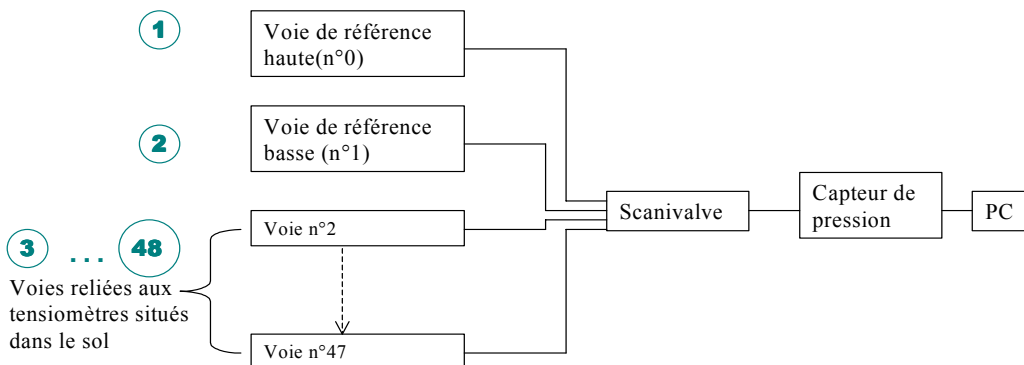 1
Voie de référence
haute(n°0)
2
Voie de référence
basse (n°1)
3 ... 48
Voies reliées aux
tensiomètres situés
dans le sol
Voie n°2
Voie n°47
Scanivalve
Capteur de
pression
PC